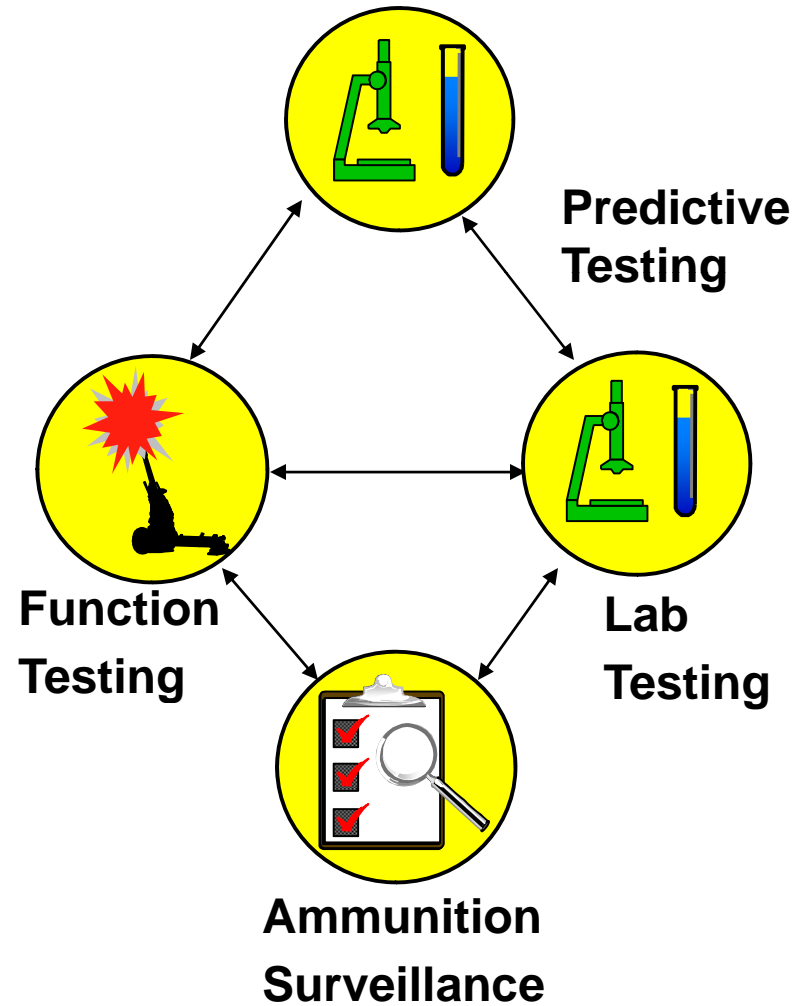 Predictive
Testing
Function
Testing
Lab
Testing
Ammunition
Surveillance